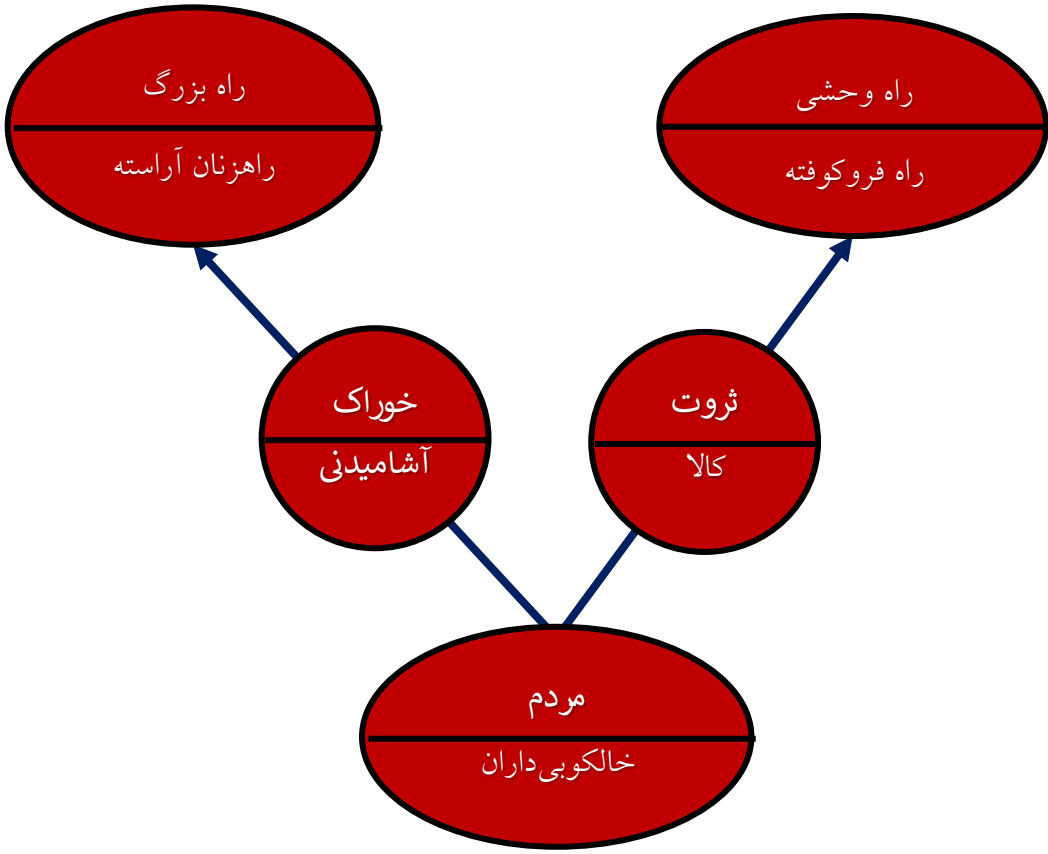 راه وحشی
راه فروکوفته
راه بزرگ
راهزنان آراسته
ثروت
کالا
خوراک
آشامیدنی
مردم
خالکوبی‌داران